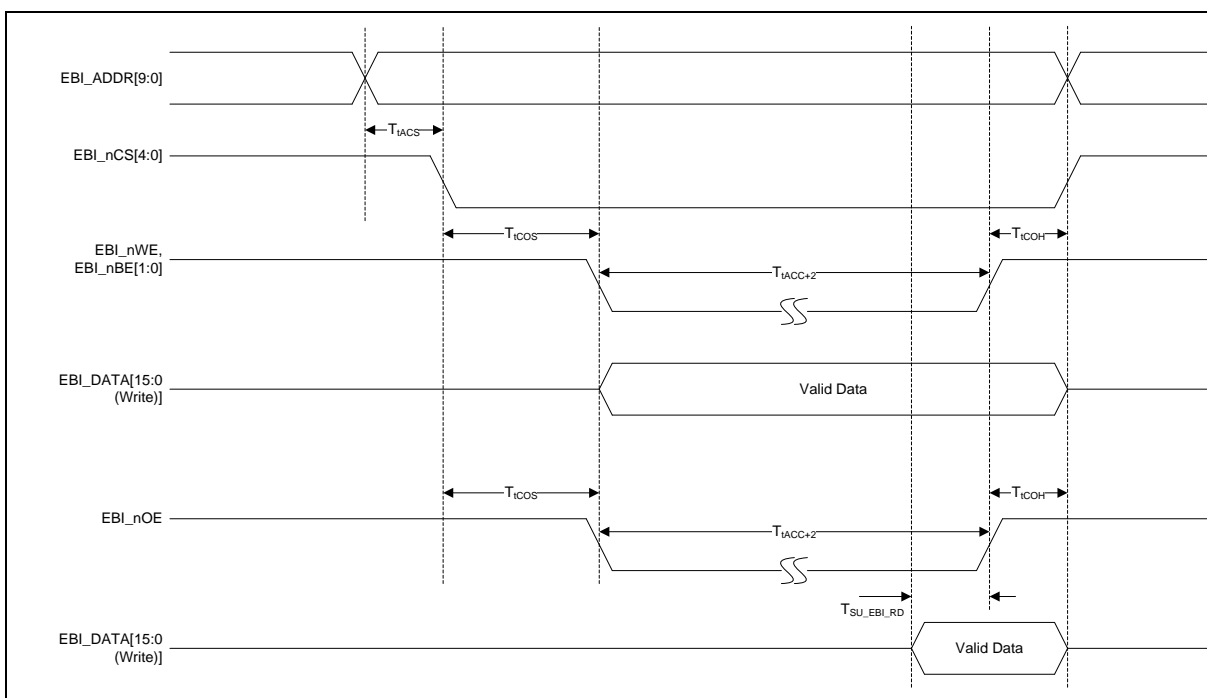 EBI_ADDR[9:0]
TtACS
EBI_nCS[4:0]
TtCOS
TtCOH
EBI_nWE,
EBI_nBE[1:0]
TtACC+2
EBI_DATA[15:0
(Write)]
Valid Data
TtCOS
TtCOH
EBI_nOE
TtACC+2
TSU_EBI_RD
EBI_DATA[15:0
(Write)]
Valid Data